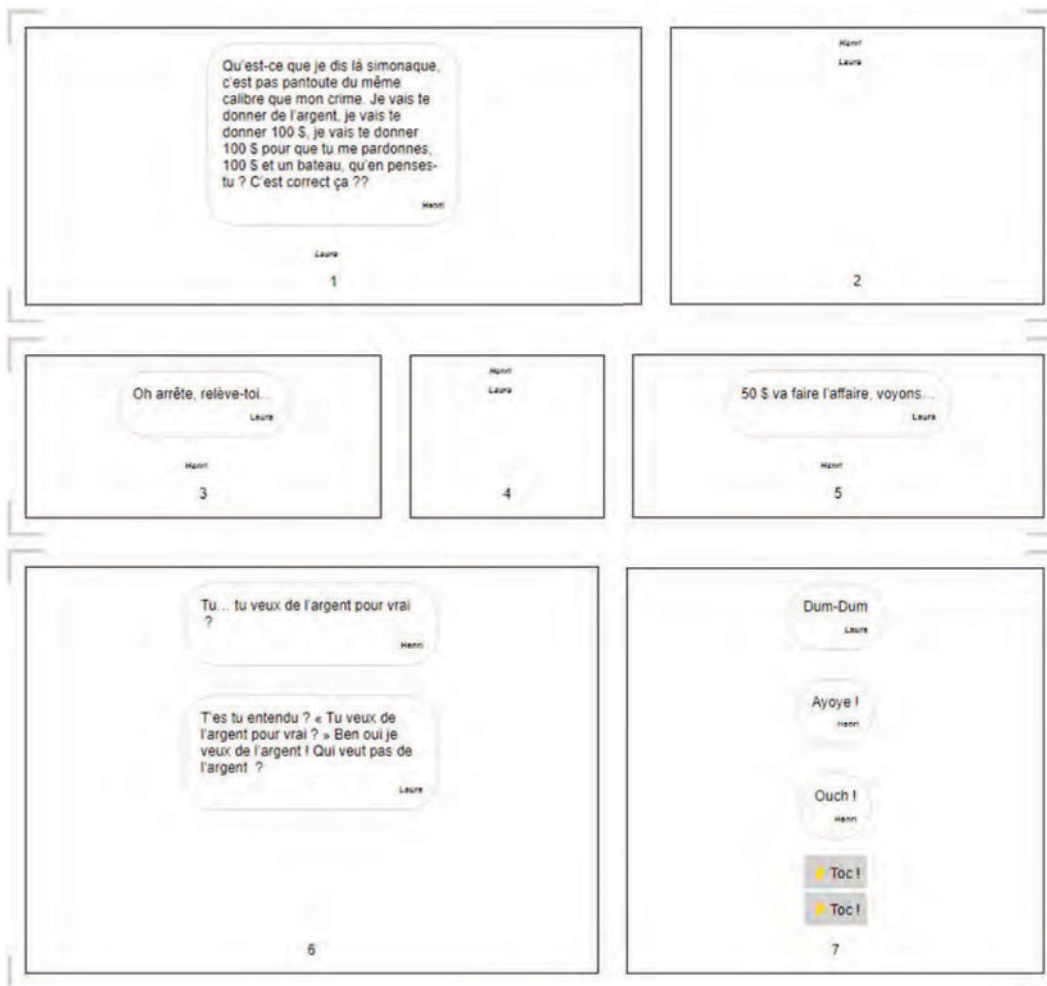 Qu'est-ce que je dis là simonaque,
c'est pas pantoute du même
calibre que mon crime. Je vais te
donner de l'argent, je vais te
donner 100 $, je vais te donner
100 $ pour que tu me pardonnes,
100 $ et un bateau, qu'en penses-
tu ? C'est correct ça ??
Henri
Laura
1
Henri
Laura
2
Oh arrête, relève-toi...
Laura
Henri
3
Henri
Laura
4
50 $ va faire l'affaire, voyons...
Laura
Henri
5
Tu... tu veux de l'argent pour vrai
?
Henri
T'es tu entendu ? « Tu veux de
l'argent pour vrai ? » Ben oui je
veux de l'argent ! Qui veut pas de
l'argent ?
Laura
6
Dum-Dum
Laura
Ayoye !
Henri
Ouch !
Henri
Toc !
Toc !
7